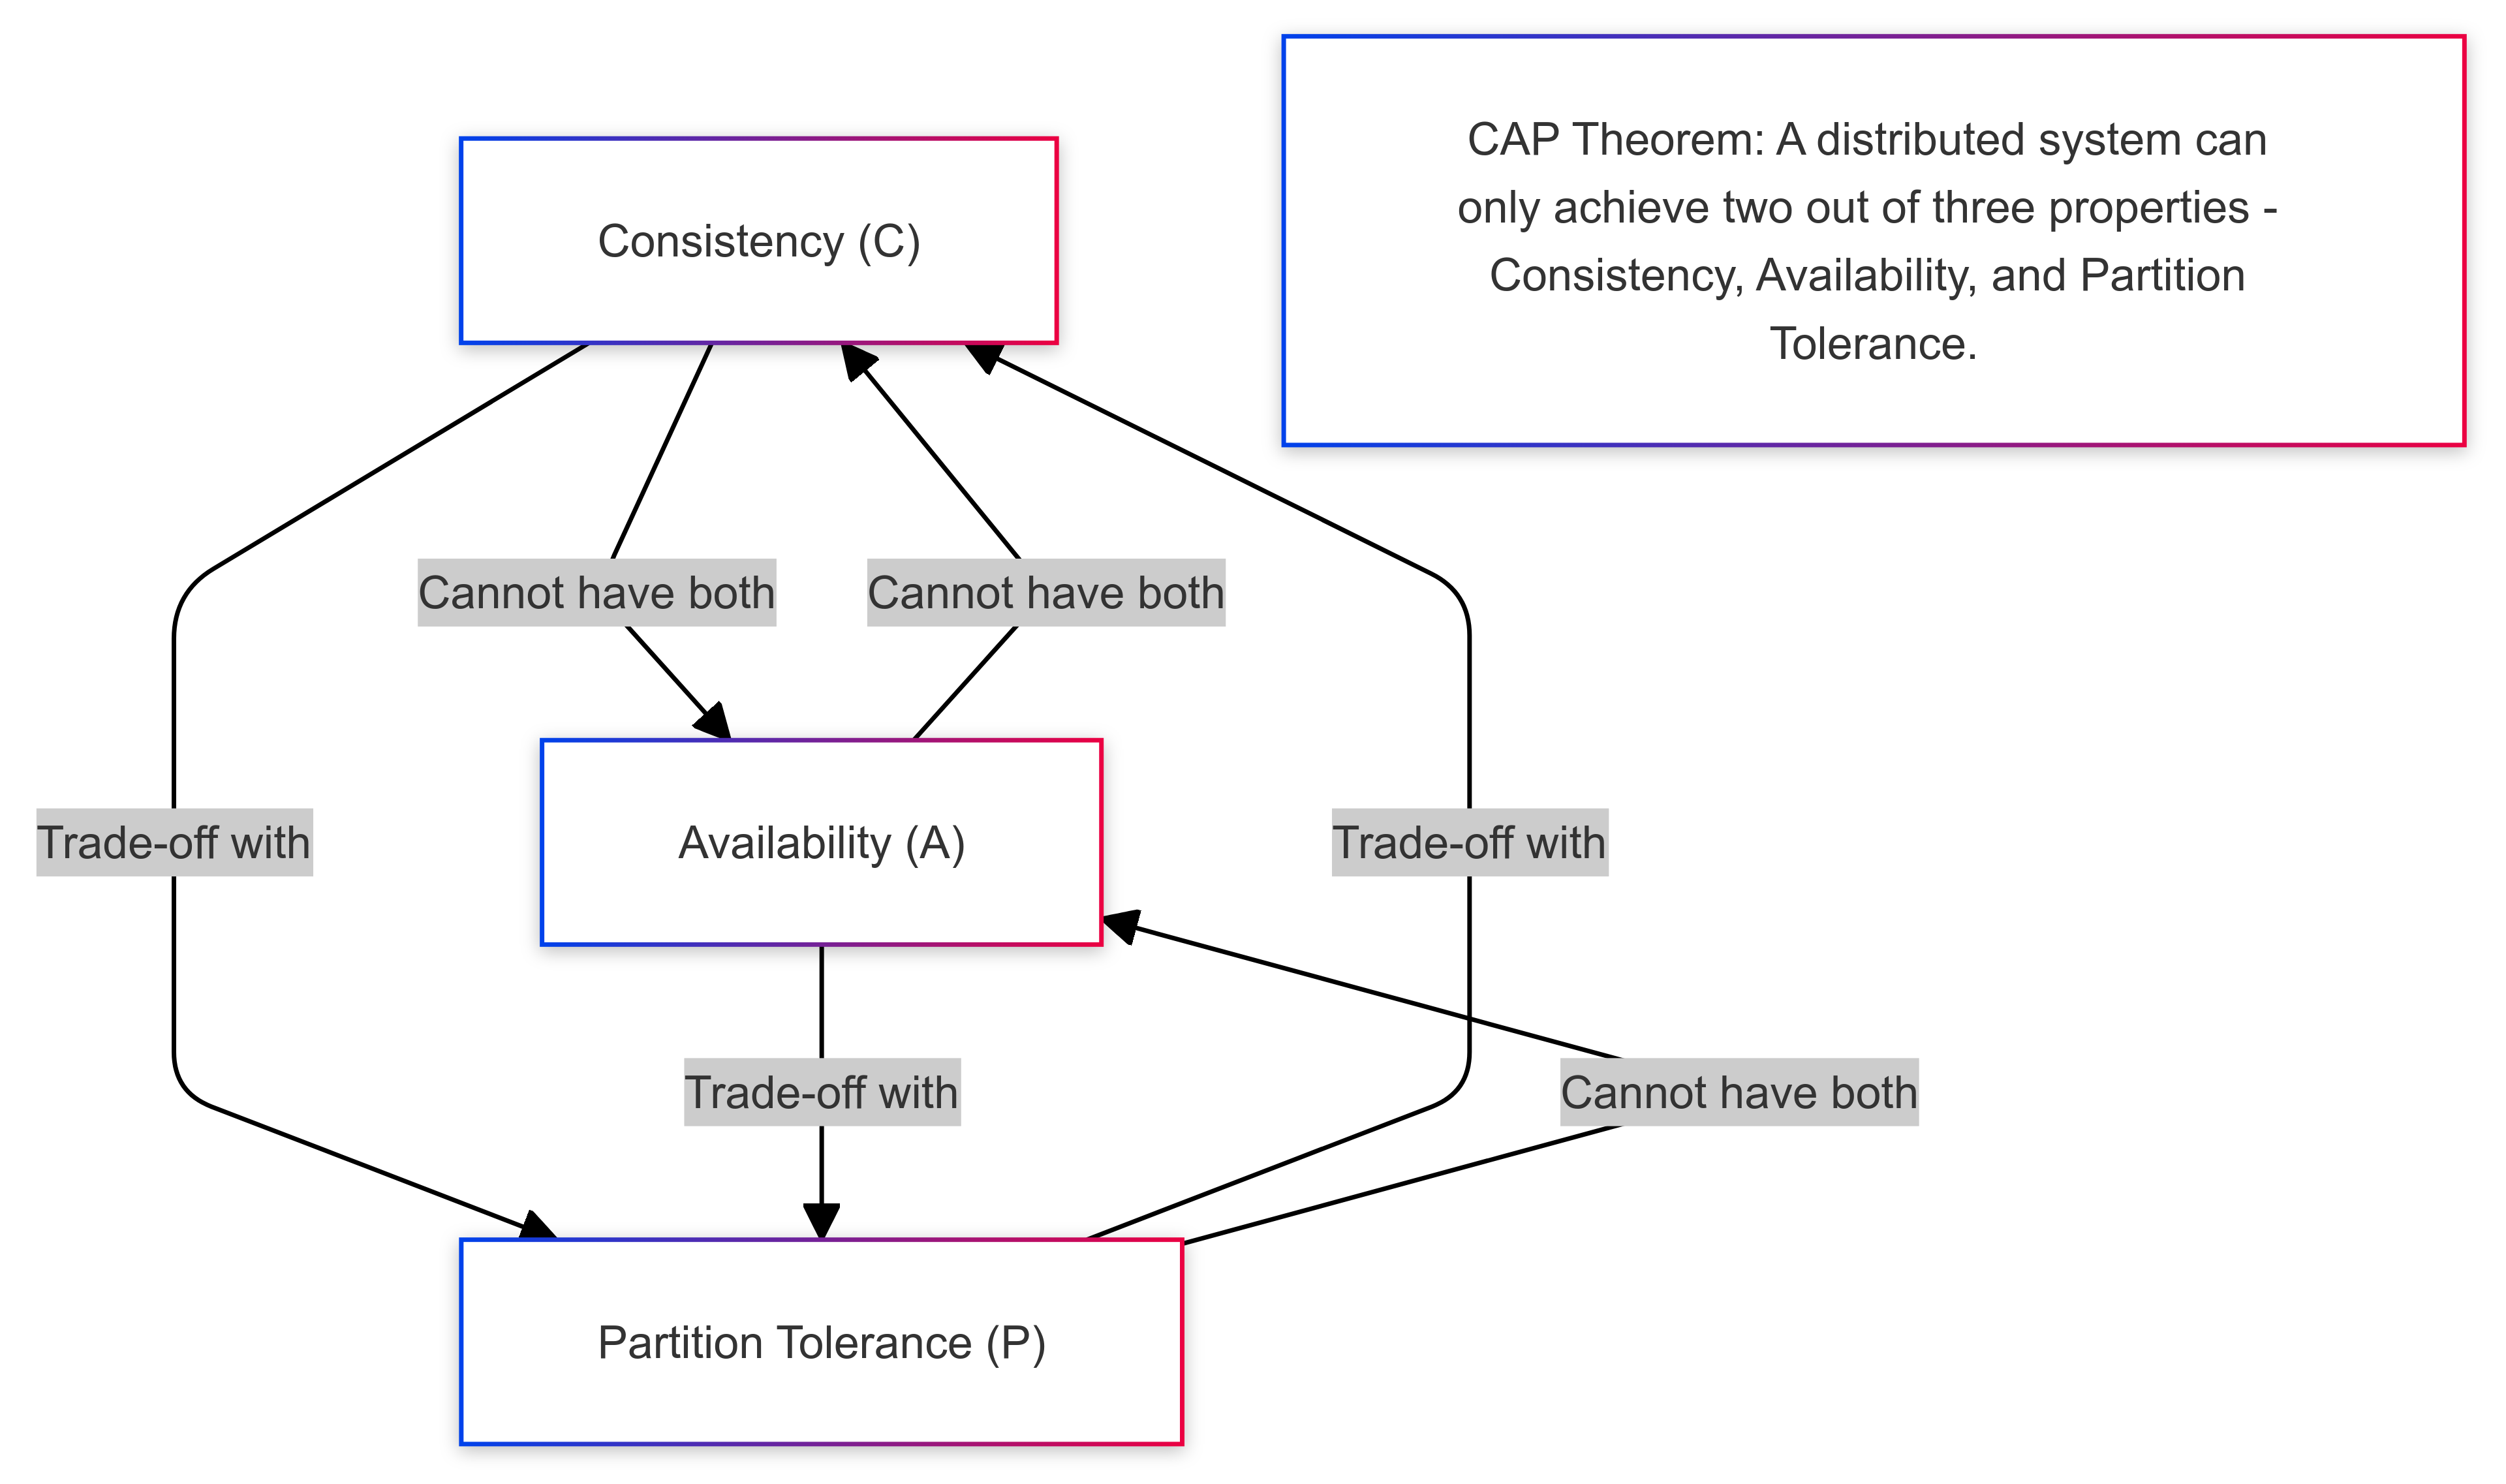 CAP Theorem: A distributed system can
only achieve two out of three properties -
Consistency, Availability, and Partition
Tolerance.
Consistency (C)
Cannot have both
Cannot have both
Trade-off with
Availability (A)
Trade-off with
Trade-off with
Cannot have both
Partition Tolerance (P)